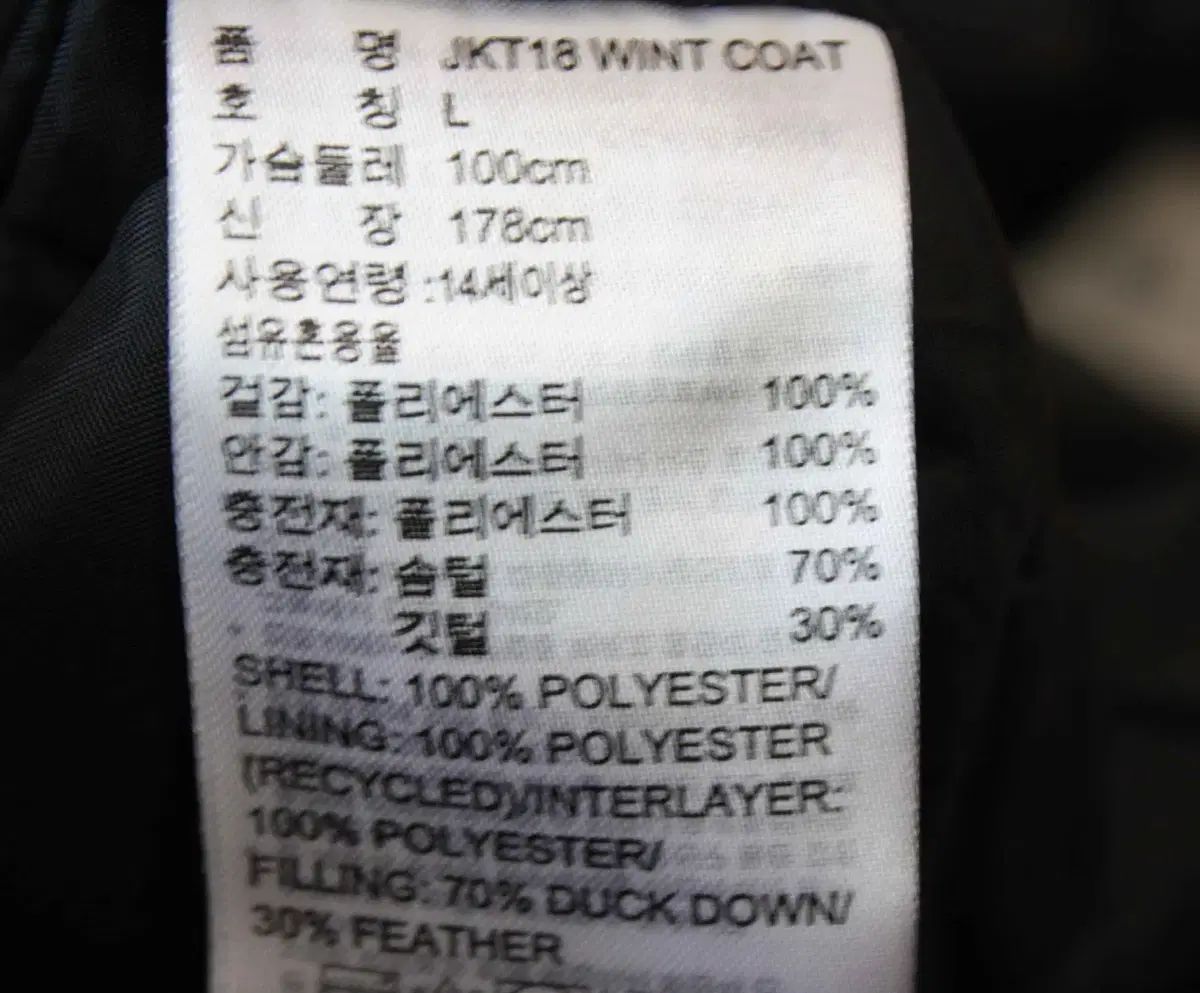 품 명 JKT18 WINT COAT
호 칭 L
가슴둘레 100cm
신 장 178cm
사용연령 :14세이상
섬유혼용율
겉감: 폴리에스터 100%
안감: 폴리에스터 100%
충전재: 폴리에스터 100%
충전재: 솜털 70%
깃털 30%
SHELL: 100% POLYESTER/
LINING: 100% POLYESTER
(RECYCLED)/INTERLAYER:
100% POLYESTER/
FILLING: 70% DUCK DOWN/
30% FEATHER